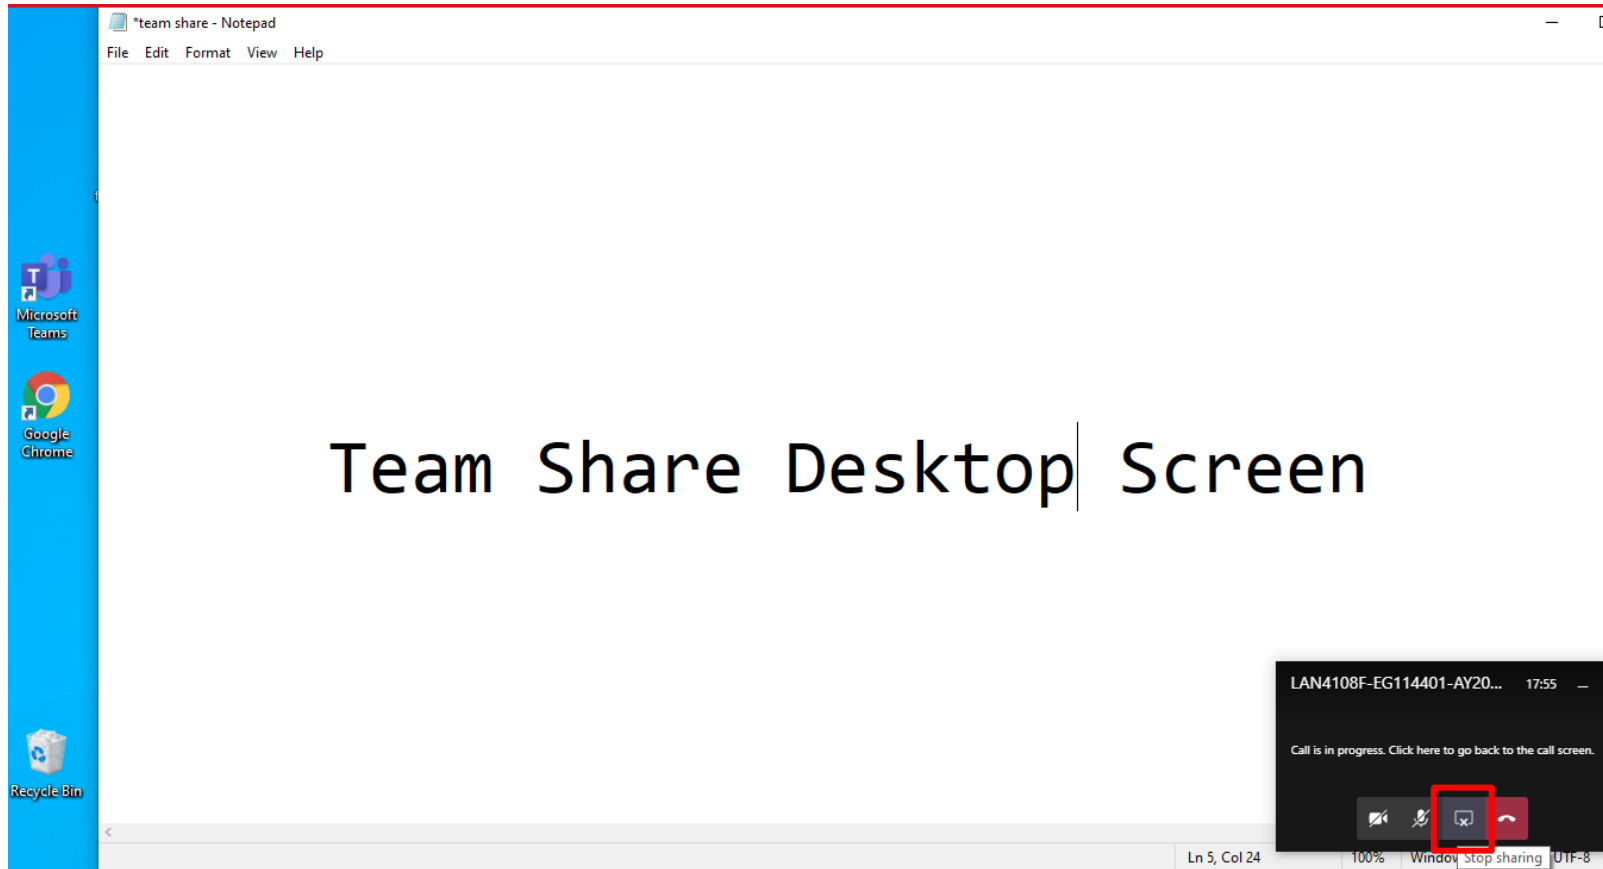 *team share - Notepad
File Edit Format View Help
Microsoft
Teams
Google
Chrome
Team Share Desktop Screen
LAN4108F-EG114401-AY20... 17:55
Call is in progress. Click here to go back to the call screen.
Recycle Bin
Ln 5, Col 24 100% Window Stop sharing UTF-8